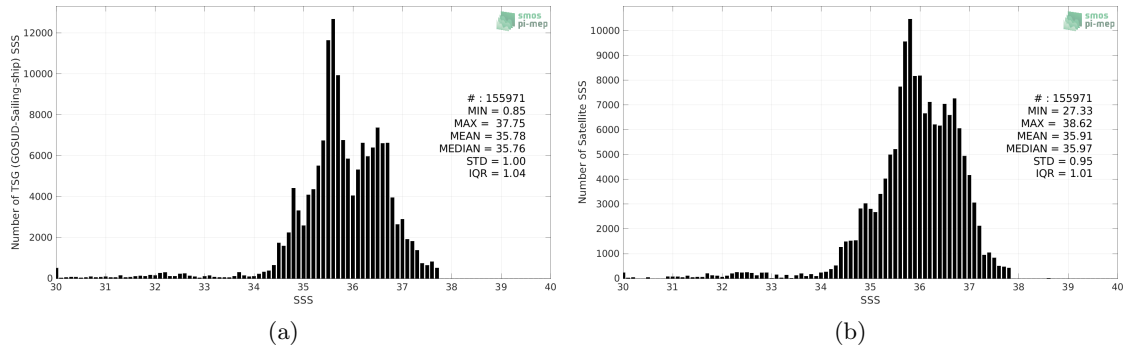 smos
pi-mep
Number of TSG (GOSUD-Sailing-ship) SSS
12000
10000
8000
6000
4000
2000
0
# : 155971
MIN = 0.85
MAX = 37.75
MEAN = 35.78
MEDIAN = 35.76
STD = 1.00
IQR = 1.04
30 31 32 33 34 35 36 37 38 39 40
SSS
(a)
smos
pi-mep
Number of Satellite SSS
10000
9000
8000
7000
6000
5000
4000
3000
2000
1000
0
# : 155971
MIN = 27.33
MAX = 38.62
MEAN = 35.91
MEDIAN = 35.97
STD = 0.95
IQR = 1.01
30 31 32 33 34 35 36 37 38 39 40
SSS
(b)